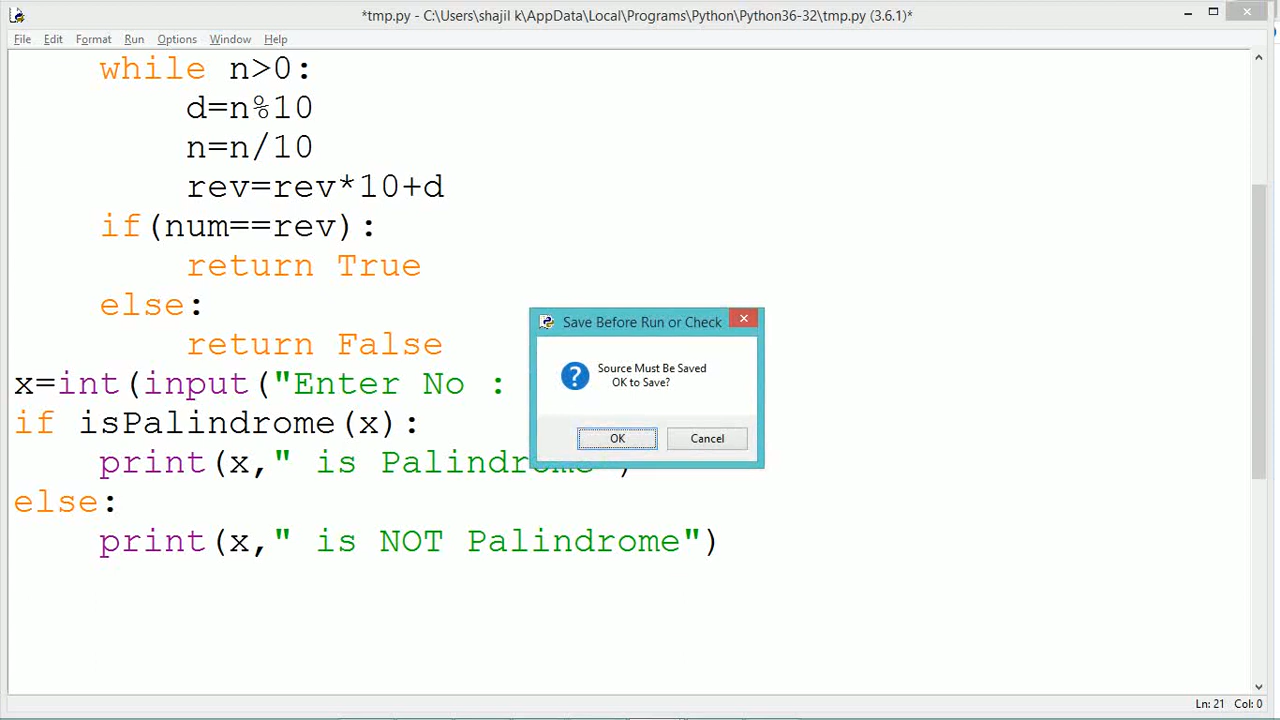 *tmp.py - C:\Users\shajil k\AppData\Local\Programs\Python\Python36-32\tmp.py (3.6.1)*
File Edit Format Run Options Window Help
while n>0:
d=n%10
n=n/10
rev=rev*10+d
if(num==rev):
return True
else:
return False
x=int(input("Enter No :
if isPalindrome(x):
print(x," is Palindrome")
else:
print(x," is NOT Palindrome")
Save Before Run or Check
Source Must Be Saved
OK to Save?
OK Cancel
Ln: 21 Col: 0